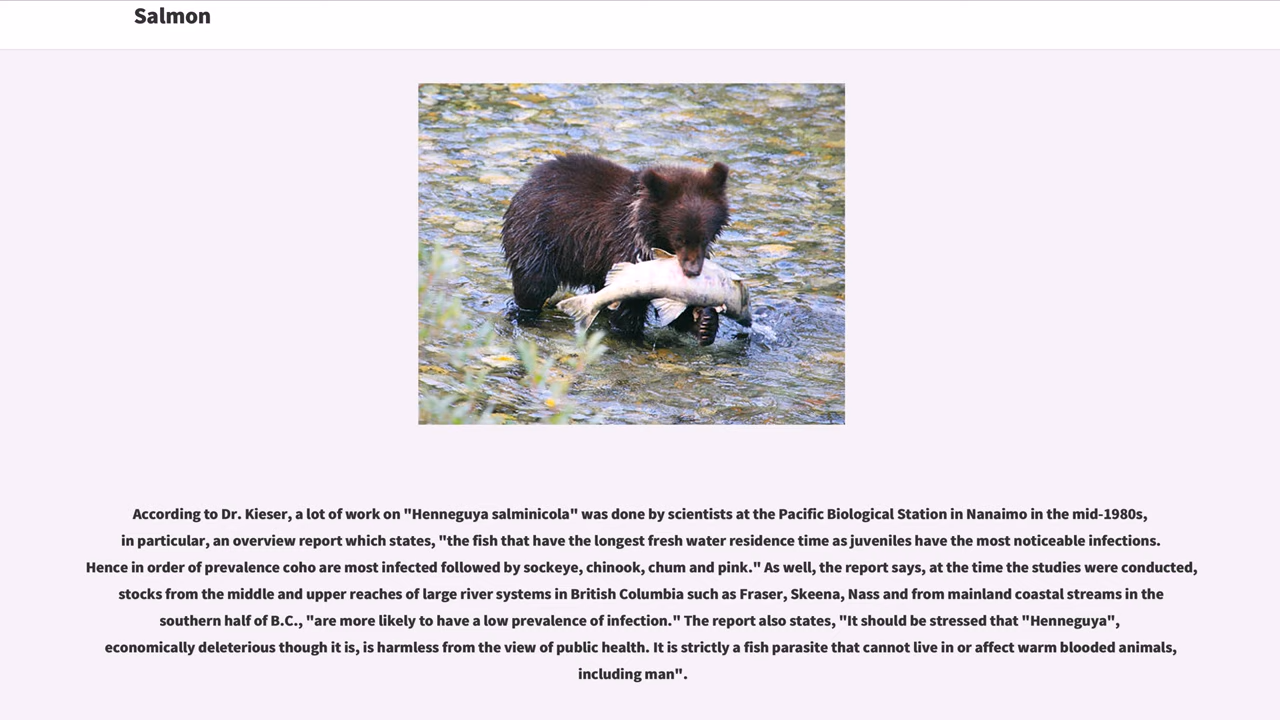 Salmon
According to Dr. Kieser, a lot of work on "Henneguya salminicola" was done by scientists at the Pacific Biological Station in Nanaimo in the mid-1980s,
in particular, an overview report which states, "the fish that have the longest fresh water residence time as juveniles have the most noticeable infections.
Hence in order of prevalence coho are most infected followed by sockeye, chinook, chum and pink." As well, the report says, at the time the studies were conducted,
stocks from the middle and upper reaches of large river systems in British Columbia such as Fraser, Skeena, Nass and from mainland coastal streams in the
southern half of B.C., "are more likely to have a low prevalence of infection." The report also states, "It should be stressed that "Henneguya",
economically deleterious though it is, is harmless from the view of public health. It is strictly a fish parasite that cannot live in or affect warm blooded animals,
including man".